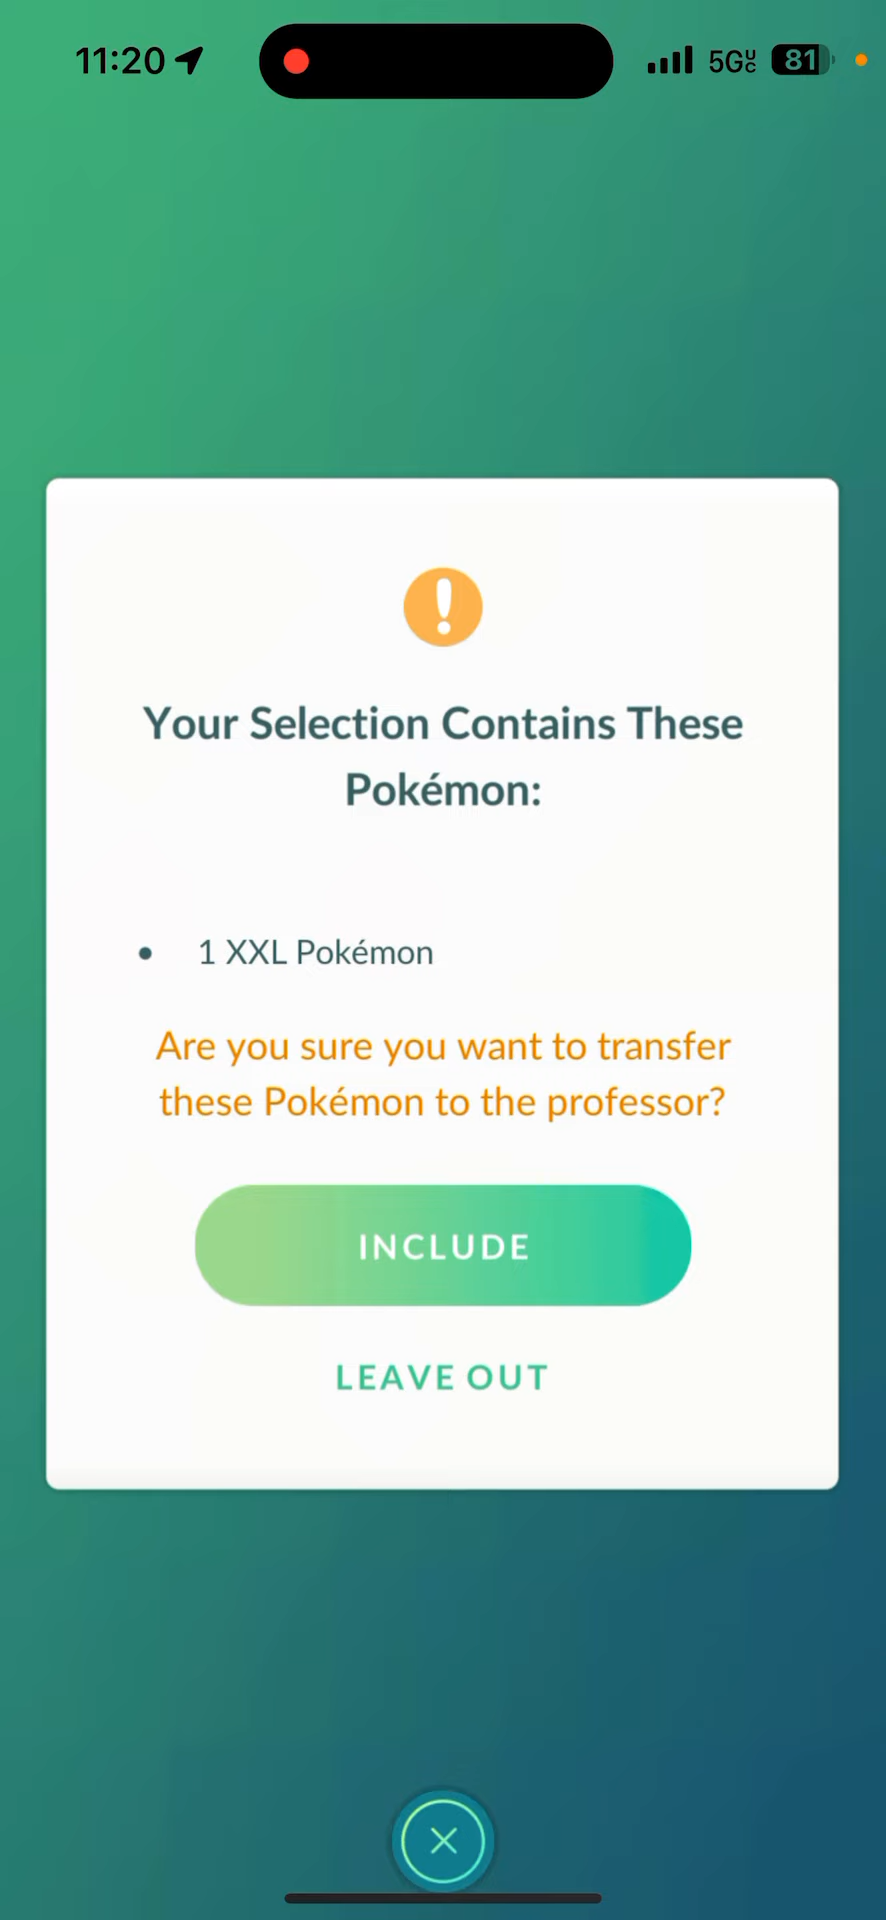 11:20
5G
81
Your Selection Contains These
Pokémon:
• 1 XXL Pokémon
Are you sure you want to transfer
these Pokémon to the professor?
INCLUDE
LEAVE OUT